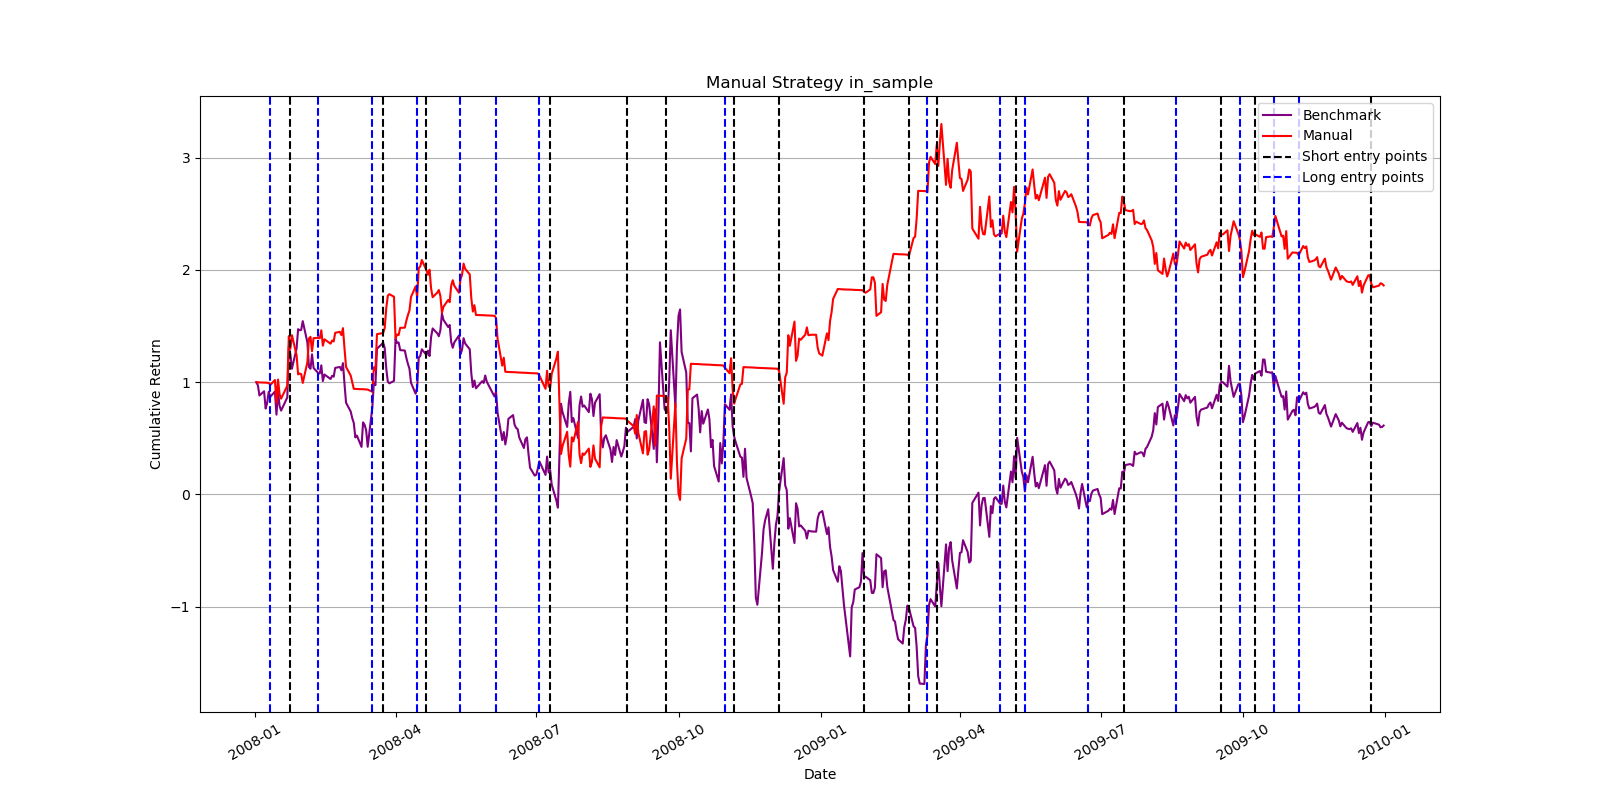 Manual Strategy in_sample
Benchmark
Manual
Short entry points
Long entry points
Cumulative Return
3
2
1
0
−1
2008-01
2008-04
2008-07
2008-10
2009-01
2009-04
2009-07
2009-10
2010-01
Date